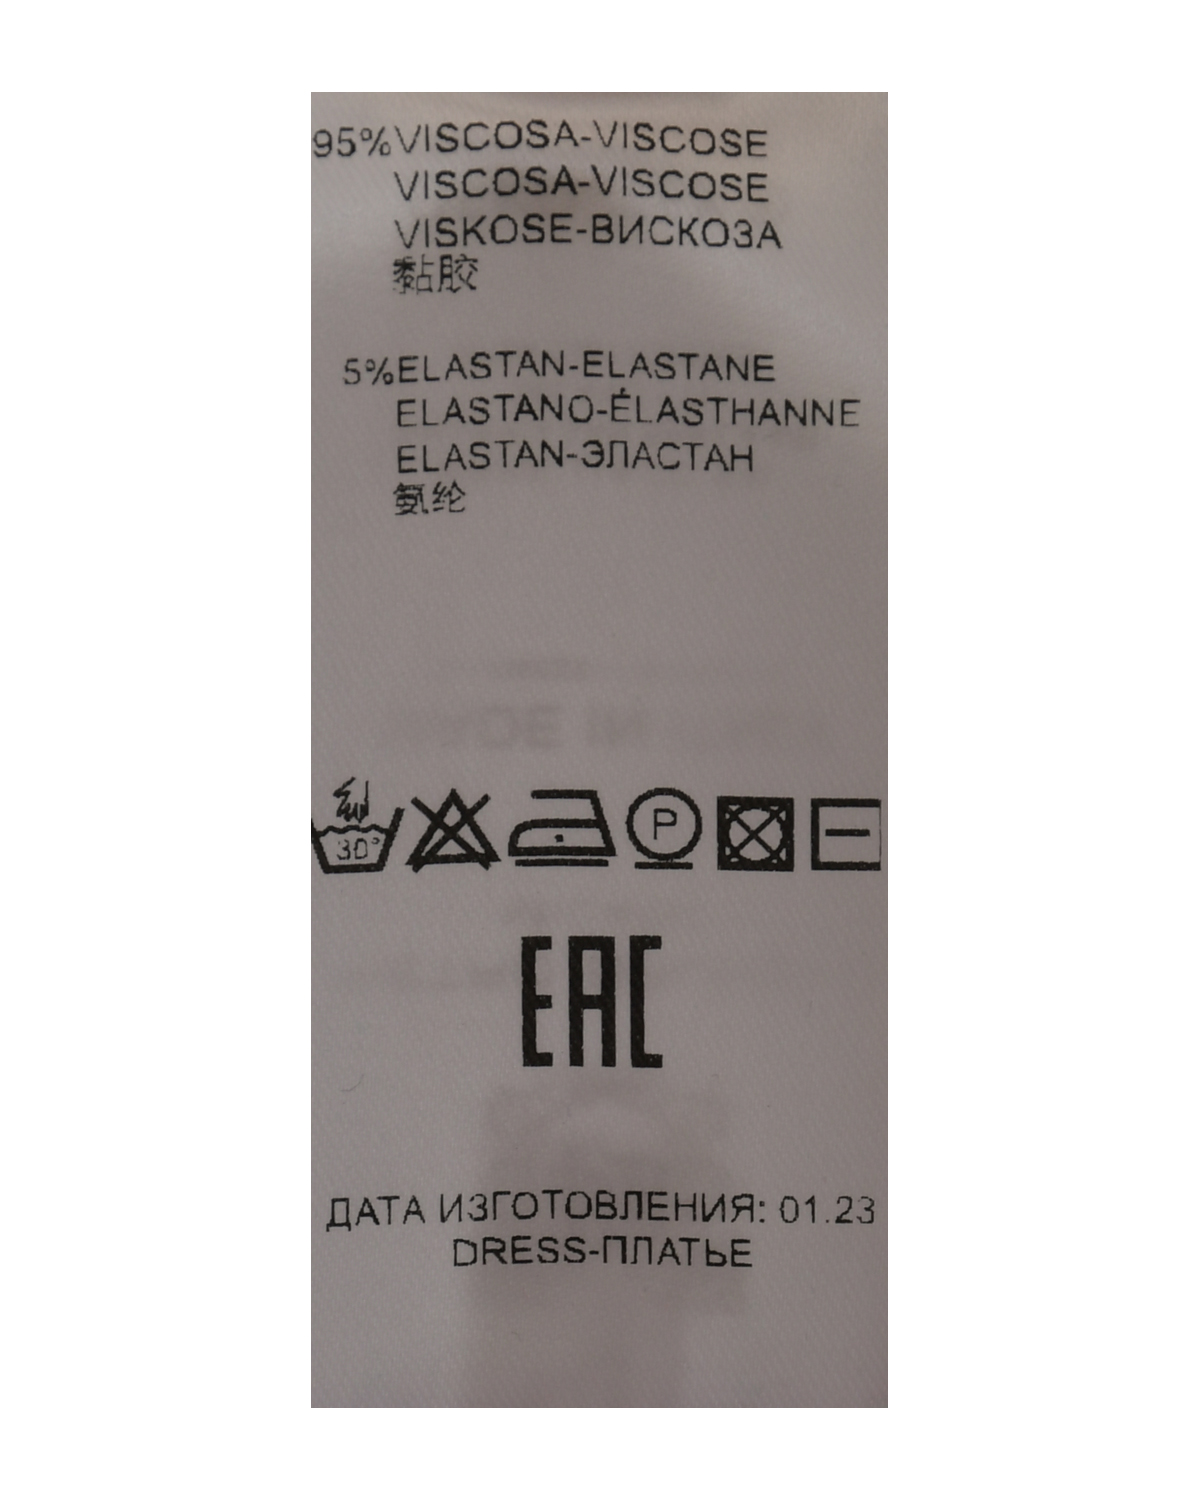 95% VISCOSA-VISCOSE
VISCOSA-VISCOSE
VISKOSE-ВИСКОЗА
黏胶
5% ELASTAN-ELASTANE
ELASTANO-ÉLASTHANNE
ELASTAN-ЭЛАСТАН
氨纶
30°
P
EAC
ДАТА ИЗГОТОВЛЕНИЯ: 01.23
DRESS-ПЛАТЬЕ